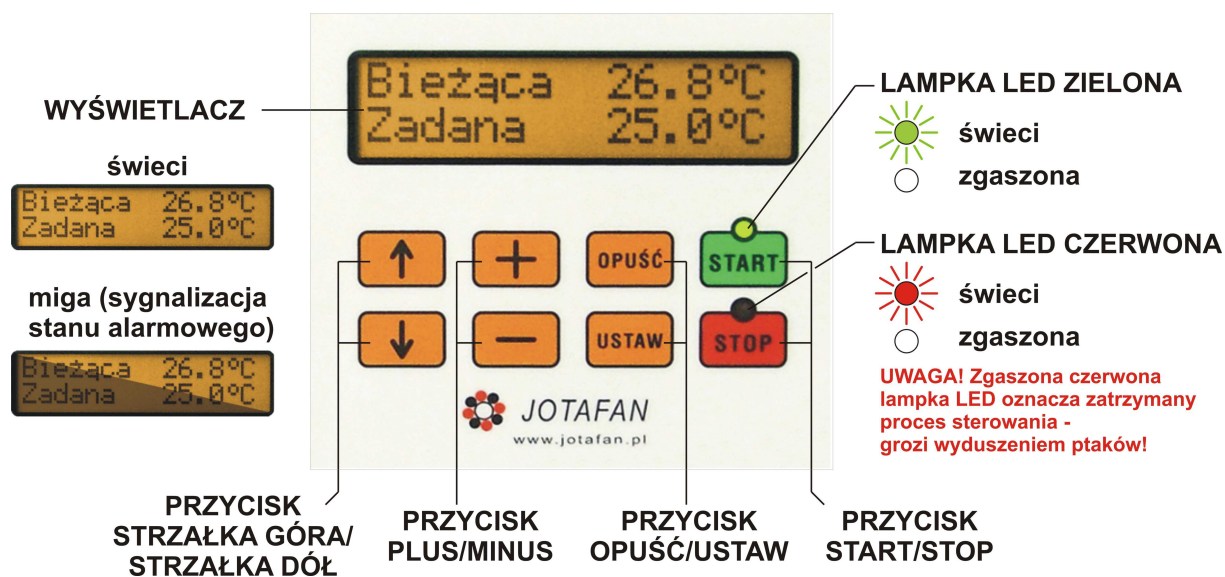 Bieżąca 26.8°C
Zadana 25.0°C
WYŚWIETLACZ
świeci
Bieżąca 26.8°C
Zadana 25.0°C
miga (sygnalizacja
stanu alarmowego)
Bieżąca 26.8°C
Zadana 25.0°C
OPUŚĆ
START
USTAW
STOP
JOTAFAN
www.jotafan.pl
LAMPKA LED ZIELONA
świeci
zgaszona
LAMPKA LED CZERWONA
świeci
zgaszona
UWAGA! Zgaszona czerwona
lampka LED oznacza zatrzymany
proces sterowania -
grozi wyduszeniem ptaków!
PRZYCISK
STRZAŁKA GÓRA/
STRZAŁKA DÓŁ
PRZYCISK
PLUS/MINUS
PRZYCISK
OPUŚĆ/USTAW
PRZYCISK
START/STOP